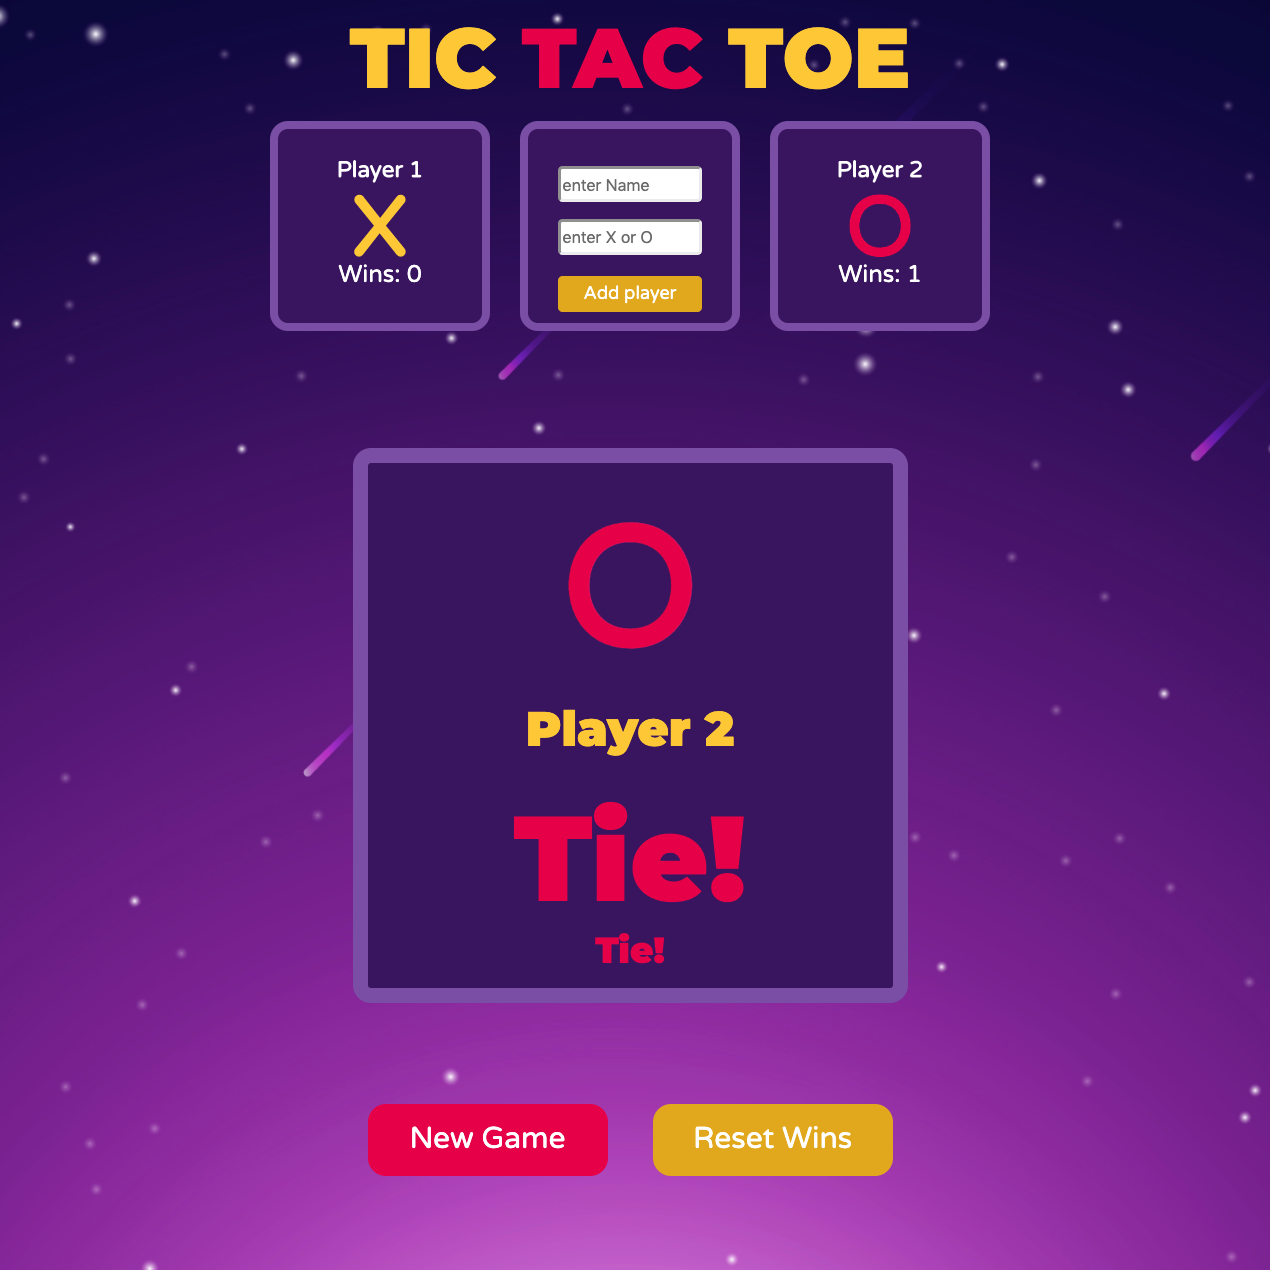 TIC TAC TOE
Player 1
X
Wins: 0
enter Name
enter X or O
Add player
Player 2
O
Wins: 1
O
Player 2
Tie!
Tie!
New Game
Reset Wins